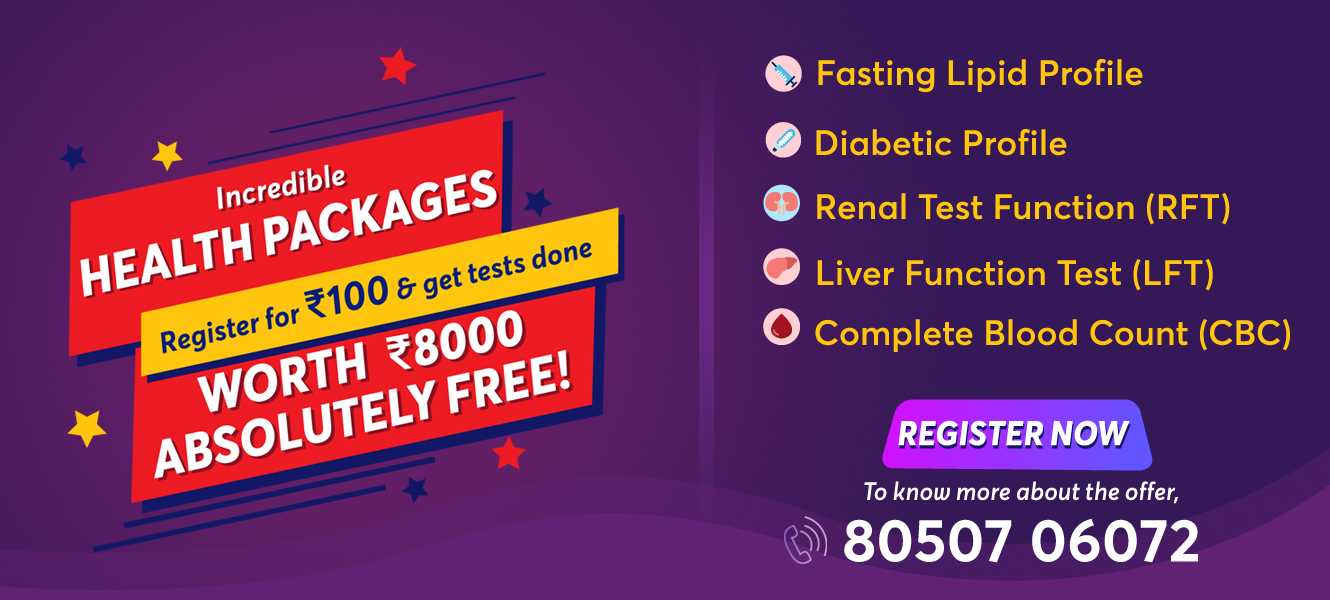 Incredible
HEALTH PACKAGES
Register for ₹100 & get tests done
WORTH ₹8000
ABSOLUTELY FREE!
Fasting Lipid Profile
Diabetic Profile
Renal Test Function (RFT)
Liver Function Test (LFT)
Complete Blood Count (CBC)
REGISTER NOW
To know more about the offer,
80507 06072